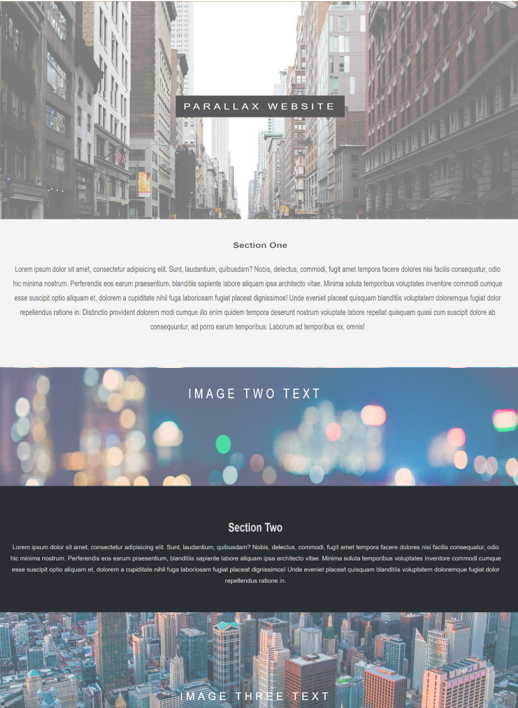 PARALLAX WEBSITE
Section One
Lorem ipsum dolor sit amet, consectetur adipisicing elit. Sunt, laudantium, quibusdam? Nobis, delectus, commodi, fugit amet tempora facere dolores nisi facilis consequatur, odio
hic minima nostrum. Perferendis eos earum praesentium, blanditiis sapiente labore aliquam ipsa architecto vitae. Minima soluta temporibus voluptates inventore commodi cumque
esse suscipit optio aliquam et, dolorem a cupiditate nihil fuga laboriosam fugiat placeat dignissimos! Unde eveniet placeat quisquam blanditiis voluptatem doloremque fugiat dolor
repellendus ratione in. Distinctio provident dolorem modi cumque illo enim quidem tempora deserunt nostrum voluptate labore repellat quisquam quasi cum suscipit dolore ab
consequuntur, ad porro earum temporibus. Laborum ad temporibus ex, omnis!
IMAGE TWO TEXT
Section Two
Lorem ipsum dolor sit amet, consectetur adipisicing elit. Sunt, laudantium, quibusdam? Nobis, delectus, commodi, fugit amet tempora facere dolores nisi facilis consequatur, odio
hic minima nostrum. Perferendis eos earum praesentium, blanditiis sapiente labore aliquam ipsa architecto vitae. Minima soluta temporibus voluptates inventore commodi cumque
esse suscipit optio aliquam et, dolorem a cupiditate nihil fuga laboriosam fugiat placeat dignissimos! Unde eveniet placeat quisquam blanditiis voluptatem doloremque fugiat dolor
repellendus ratione in.
IMAGE THREE TEXT